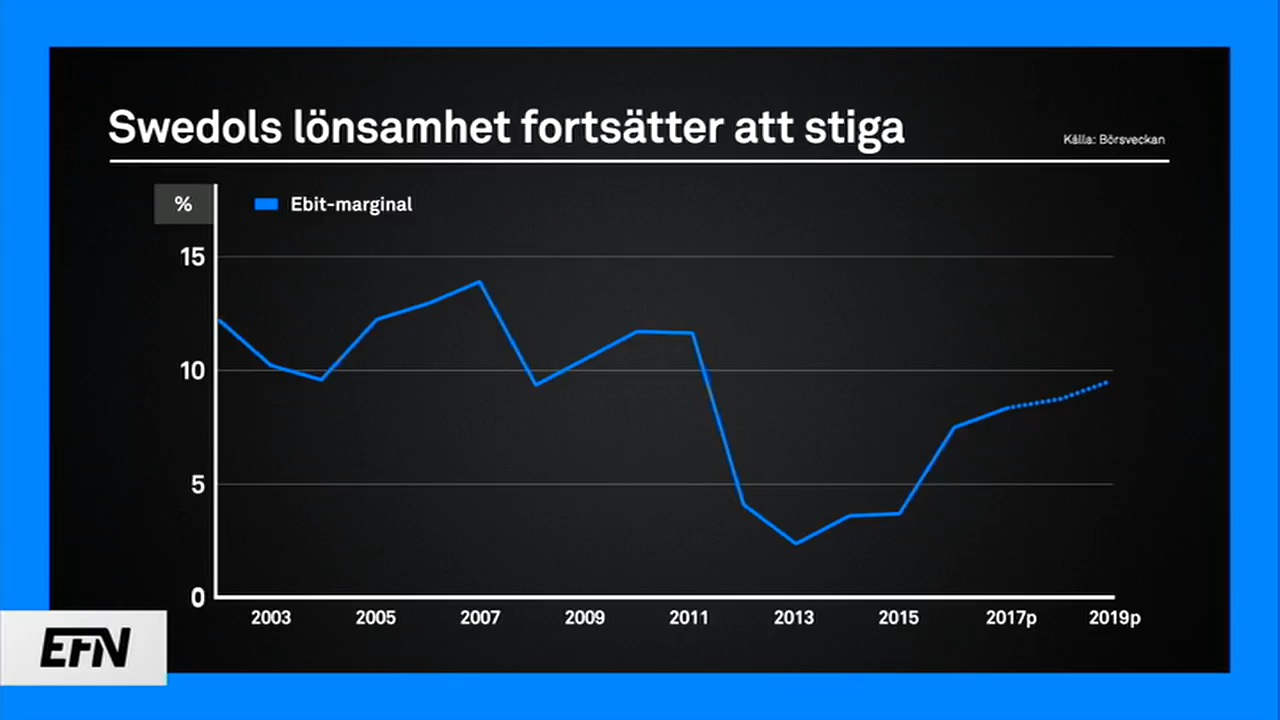 Swedols lönsamhet fortsätter att stiga
Källa: Börsveckan
%
Ebit-marginal
15
10
5
0
2003
2005
2007
2009
2011
2013
2015
2017p
2019p
EFN